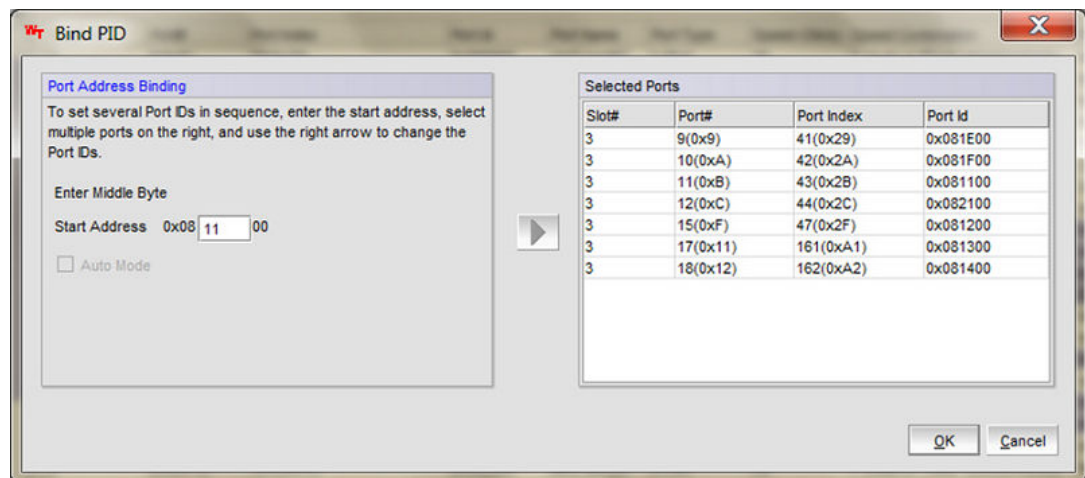 WT Bind PID
X
Port Address Binding
To set several Port IDs in sequence, enter the start address, select
multiple ports on the right, and use the right arrow to change the
Port IDs.
Enter Middle Byte
Start Address 0x08 11 00
Auto Mode
Selected Ports
Slot# Port# Port Index Port Id
3 9(0x9) 41(0x29) 0x081E00
3 10(0xA) 42(0x2A) 0x081F00
3 11(0xB) 43(0x2B) 0x081100
3 12(0xC) 44(0x2C) 0x082100
3 15(0xF) 47(0x2F) 0x081200
3 17(0x11) 161(0xA1) 0x081300
3 18(0x12) 162(0xA2) 0x081400
OK Cancel